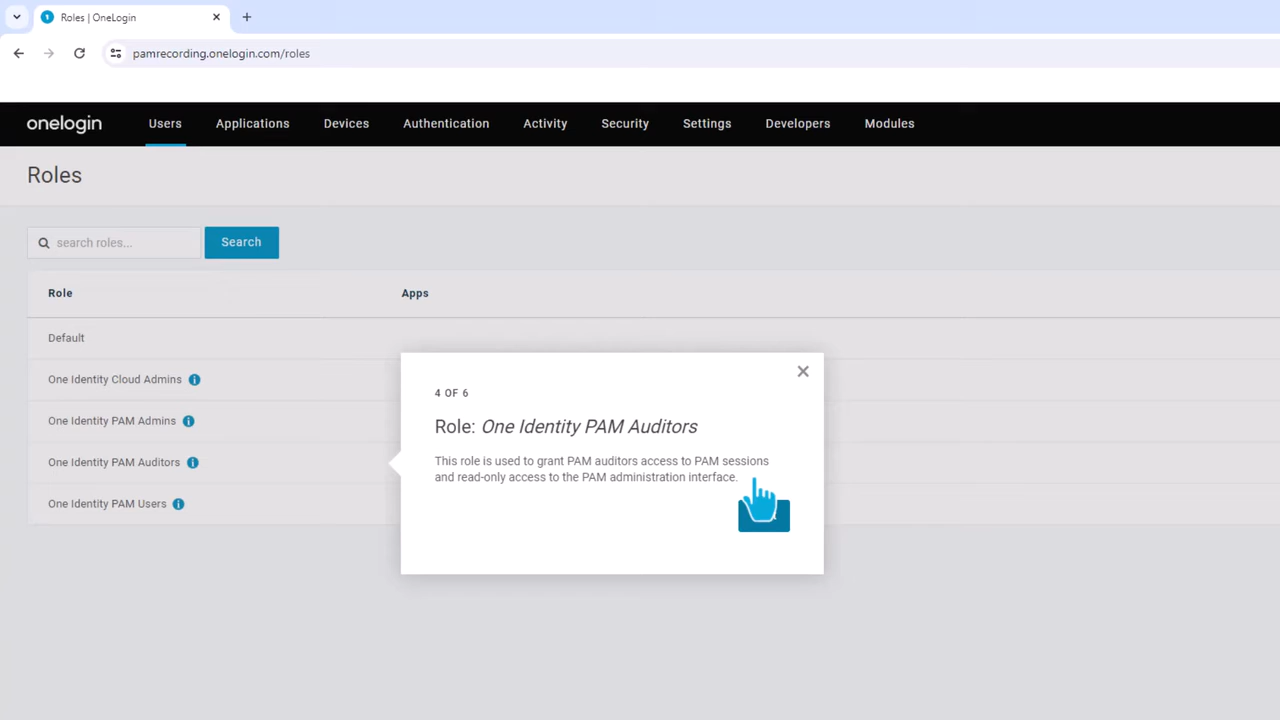 Roles | OneLogin
pamrecording.onelogin.com/roles
onelogin Users Applications Devices Authentication Activity Security Settings Developers Modules
Roles
search roles... Search
Role Apps
Default
One Identity Cloud Admins
One Identity PAM Admins
One Identity PAM Auditors
One Identity PAM Users
4 OF 6
Role: One Identity PAM Auditors
This role is used to grant PAM auditors access to PAM sessions
and read-only access to the PAM administration interface.